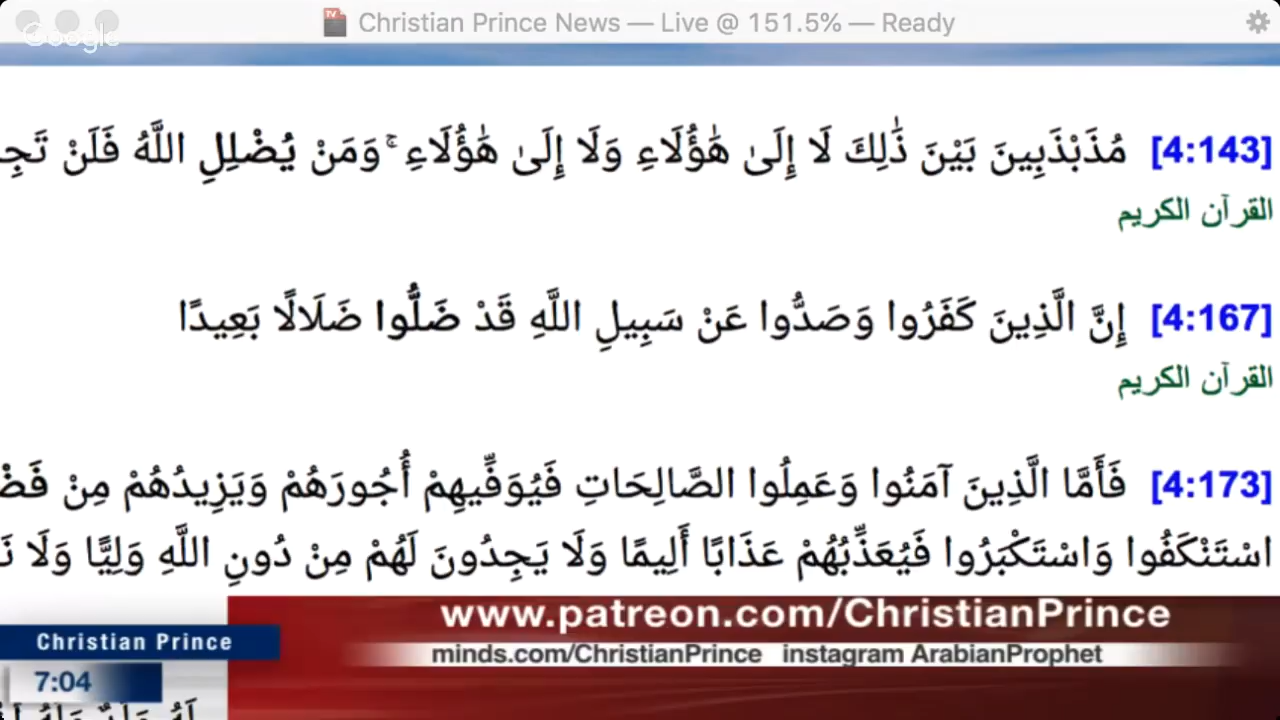 Christian Prince News — Live @ 151.5% — Ready
Google
[4:143] مُذَبْذَبِينَ بَيْنَ ذَٰلِكَ لَا إِلَىٰ هَٰؤُلَاءِ وَلَا إِلَىٰ هَٰؤُلَاءِ ۚ وَمَنْ يُضْلِلِ اللَّهُ فَلَنْ
القرآن الكريم
[4:167] إِنَّ الَّذِينَ كَفَرُوا وَصَدُّوا عَنْ سَبِيلِ اللَّهِ قَدْ ضَلُّوا ضَلَالًا بَعِيدًا
القرآن الكريم
[4:173] فَأَمَّا الَّذِينَ آمَنُوا وَعَمِلُوا الصَّالِحَاتِ فَيُوَفِّيهِمْ أُجُورَهُمْ وَيَزِيدُهُمْ مِنْ
اسْتَنْكَفُوا وَاسْتَكْبَرُوا فَيُعَذِّبُهُمْ عَذَابًا أَلِيمًا وَلَا يَجِدُونَ لَهُمْ مِنْ دُونِ اللَّهِ وَلِيًّا وَلَا
www.patreon.com/ChristianPrince
Christian Prince
minds.com/ChristianPrince instagram ArabianProphet
7:04